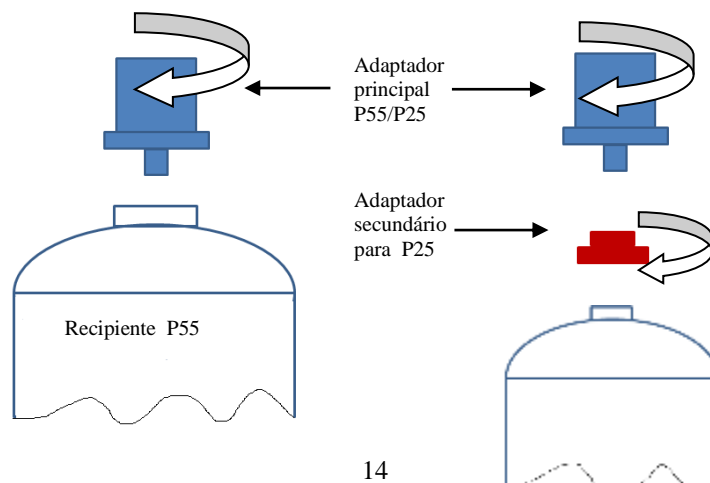 Adaptador
principal
P55/P25
Adaptador
secundário
para P25
Recipiente P55
14